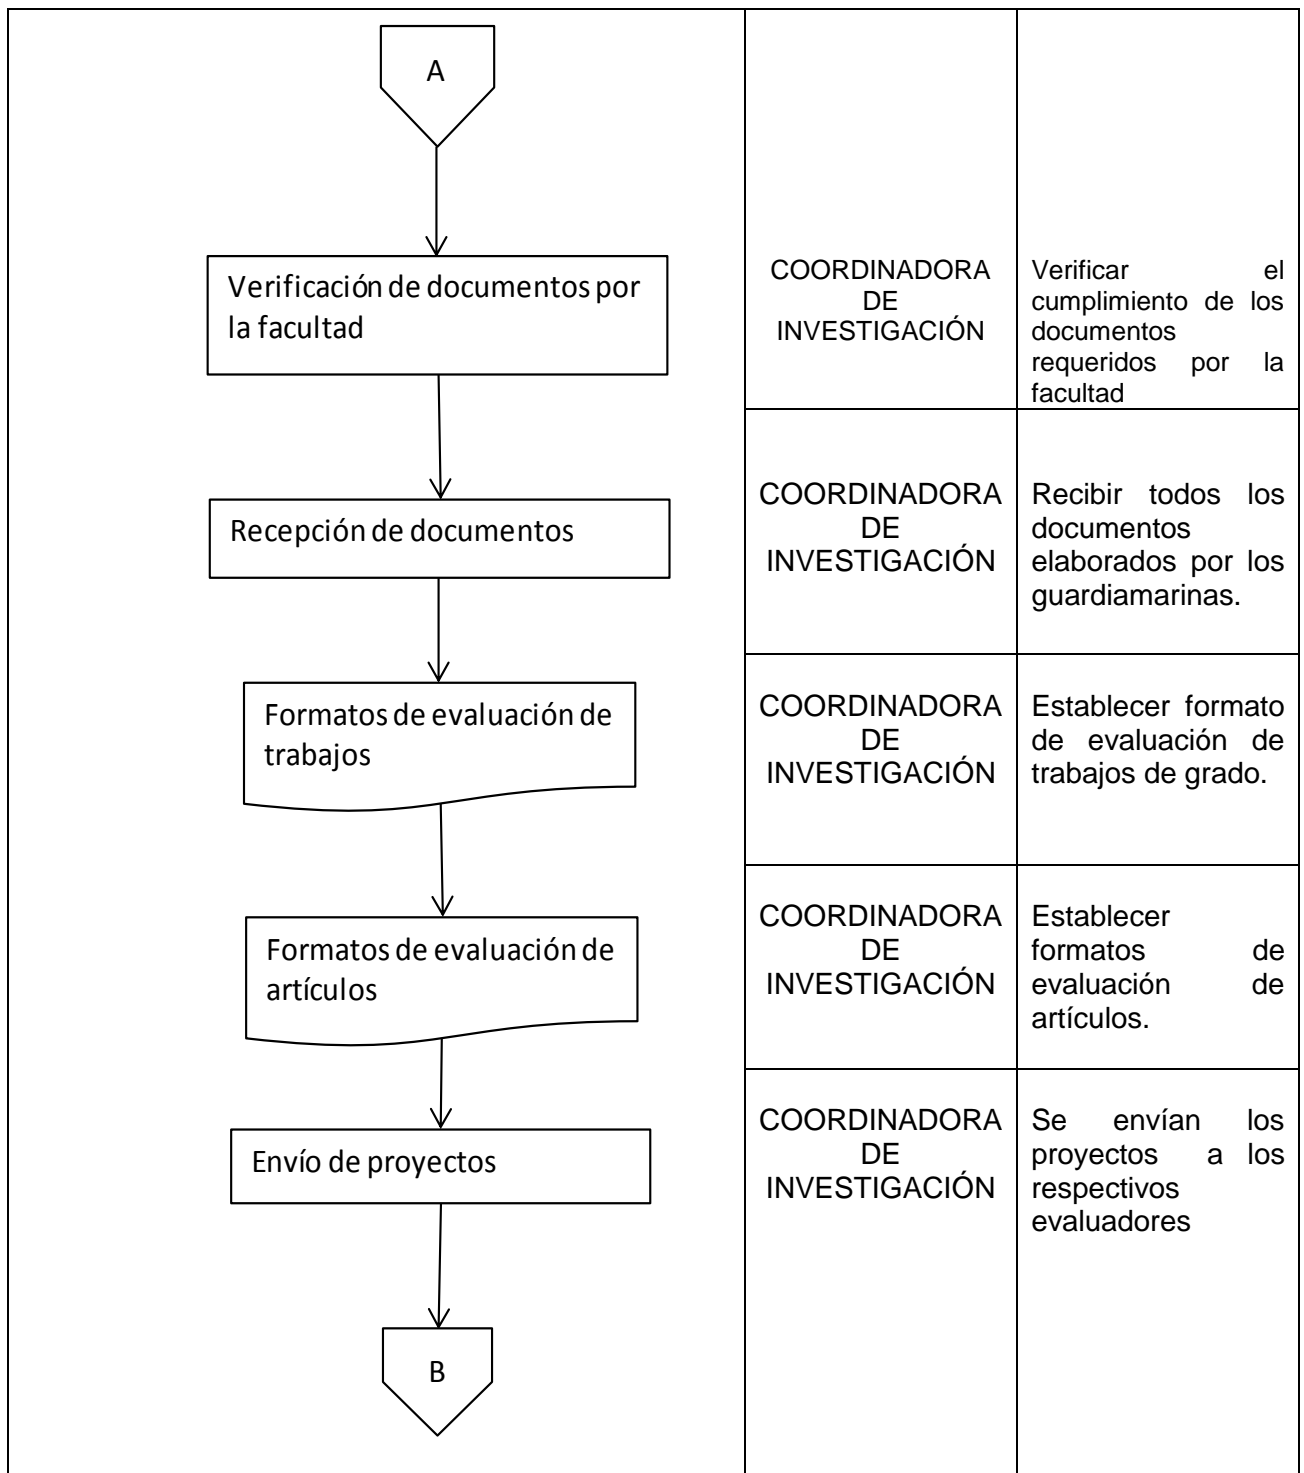 A
Verificación de documentos por
la facultad
COORDINADORA
DE
INVESTIGACIÓN
Verificar el
cumplimiento de los
documentos
requeridos por la
facultad
Recepción de documentos
COORDINADORA
DE
INVESTIGACIÓN
Recibir todos los
documentos
elaborados por los
guardiamarinas.
Formatos de evaluación de
trabajos
COORDINADORA
DE
INVESTIGACIÓN
Establecer formato
de evaluación de
trabajos de grado.
Formatos de evaluación de
artículos
COORDINADORA
DE
INVESTIGACIÓN
Establecer
formatos de
evaluación de
artículos.
Envío de proyectos
COORDINADORA
DE
INVESTIGACIÓN
Se envían los
proyectos a los
respectivos
evaluadores
B